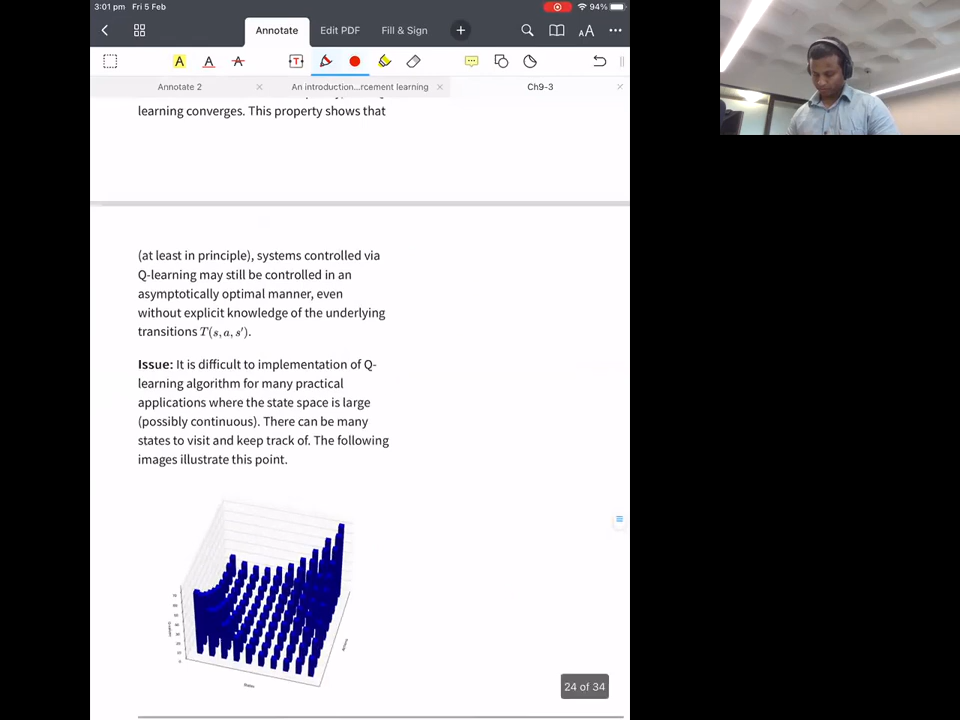 3:01 pm Fri 5 Feb
94%
Annotate
Edit PDF
Fill & Sign
Annotate 2
An introduction...rcement learning
Ch9-3
learning converges. This property shows that
(at least in principle), systems controlled via
Q-learning may still be controlled in an
asymptotically optimal manner, even
without explicit knowledge of the underlying
transitions T(s, a, s′).
Issue: It is difficult to implementation of Q-
learning algorithm for many practical
applications where the state space is large
(possibly continuous). There can be many
states to visit and keep track of. The following
images illustrate this point.
24 of 34